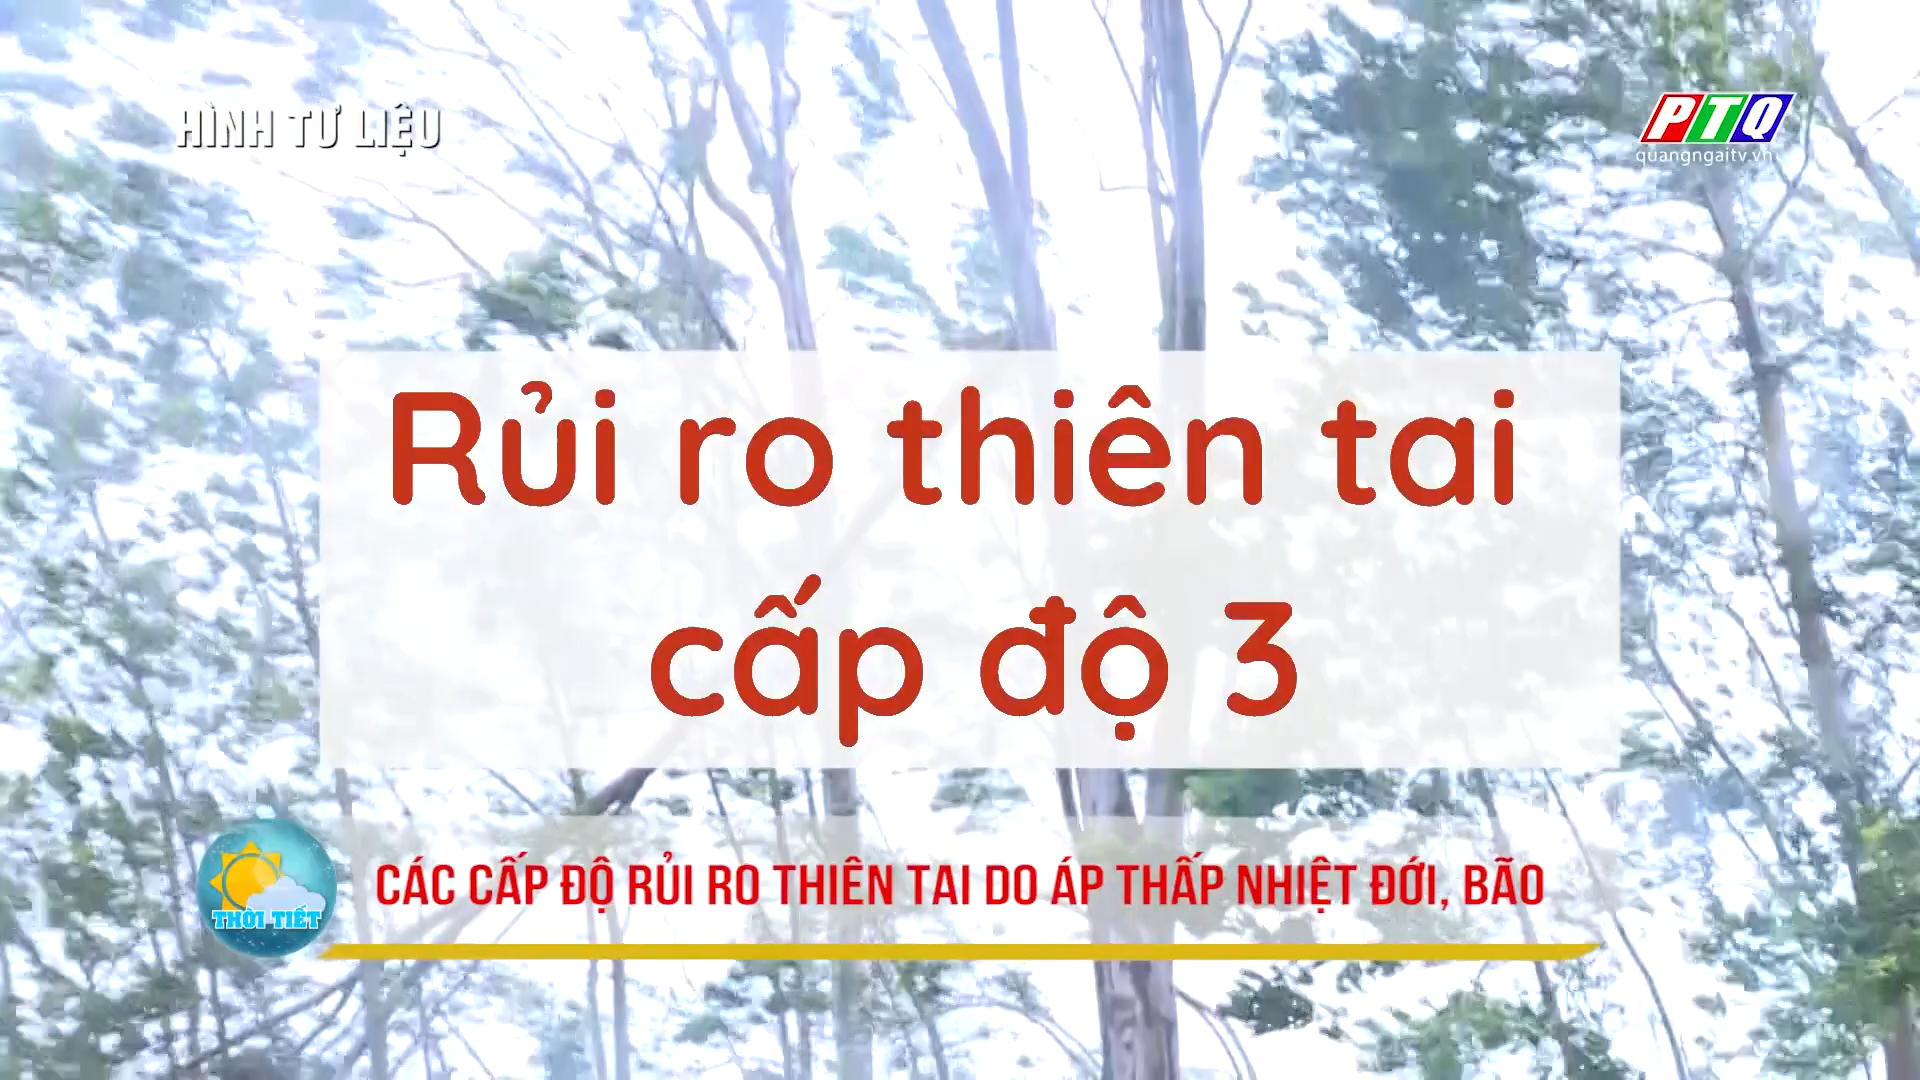 HÌNH TƯ LIỆU
PTQ
quangngaitv.vn
Rủi ro thiên tai
cấp độ 3
THỜI TIẾT
CÁC CẤP ĐỘ RỦI RO THIÊN TAI DO ÁP THẤP NHIỆT ĐỚI, BÃO